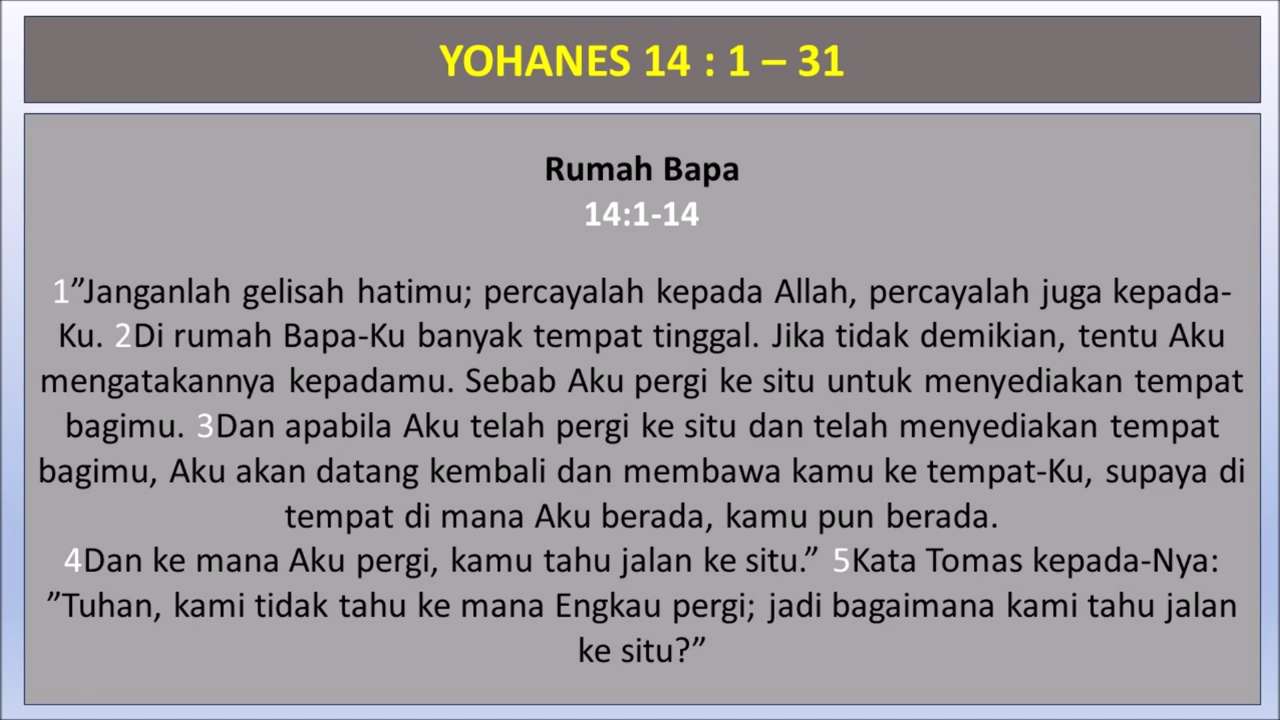 YOHANES 14 : 1 – 31
Rumah Bapa
14:1-14
1”Janganlah gelisah hatimu; percayalah kepada Allah, percayalah juga kepada-
Ku. 2Di rumah Bapa-Ku banyak tempat tinggal. Jika tidak demikian, tentu Aku
mengatakannya kepadamu. Sebab Aku pergi ke situ untuk menyediakan tempat
bagimu. 3Dan apabila Aku telah pergi ke situ dan telah menyediakan tempat
bagimu, Aku akan datang kembali dan membawa kamu ke tempat-Ku, supaya di
tempat di mana Aku berada, kamu pun berada.
4Dan ke mana Aku pergi, kamu tahu jalan ke situ.” 5Kata Tomas kepada-Nya:
”Tuhan, kami tidak tahu ke mana Engkau pergi; jadi bagaimana kami tahu jalan
ke situ?”